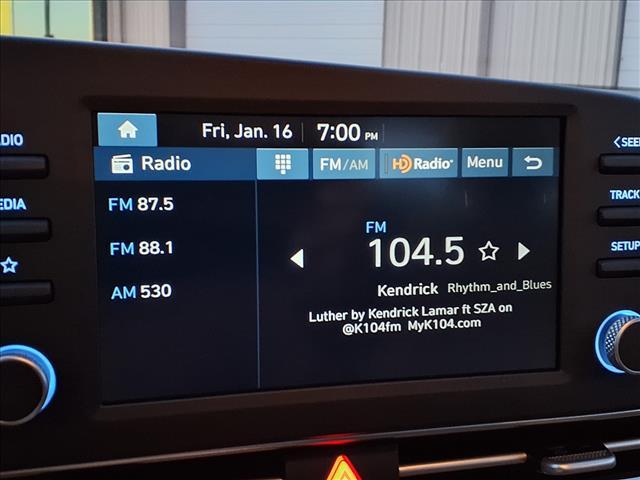 Fri, Jan. 16 7:00 PM
Radio FM/AM HD Radio Menu
FM 87.5
FM 88.1
AM 530
FM
104.5
Kendrick Rhythm_and_Blues
Luther by Kendrick Lamar ft SZA on
@K104fm MyK104.com
SEE
TRACK
SETUP